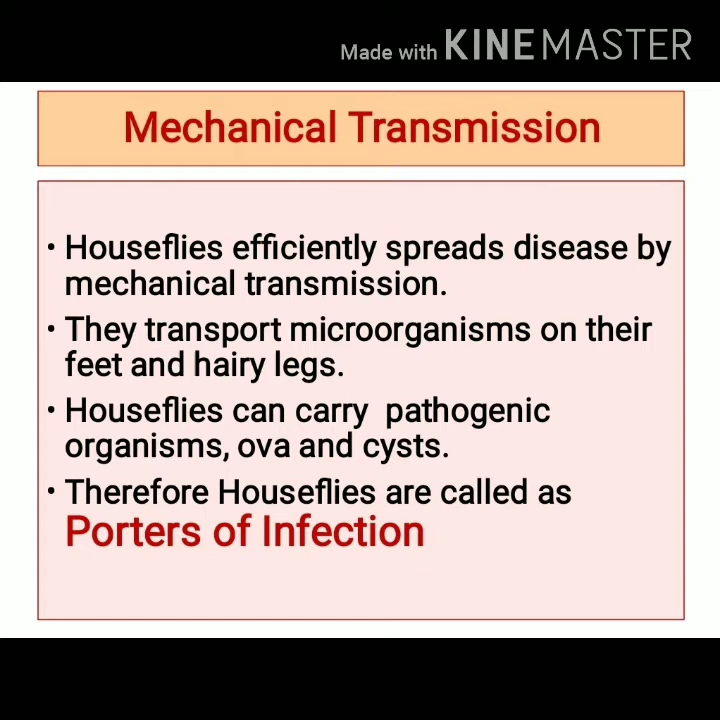 Made with KINEMASTER
Mechanical Transmission
• Houseflies efficiently spreads disease by
mechanical transmission.
• They transport microorganisms on their
feet and hairy legs.
• Houseflies can carry  pathogenic
organisms, ova and cysts.
• Therefore Houseflies are called as
Porters of Infection